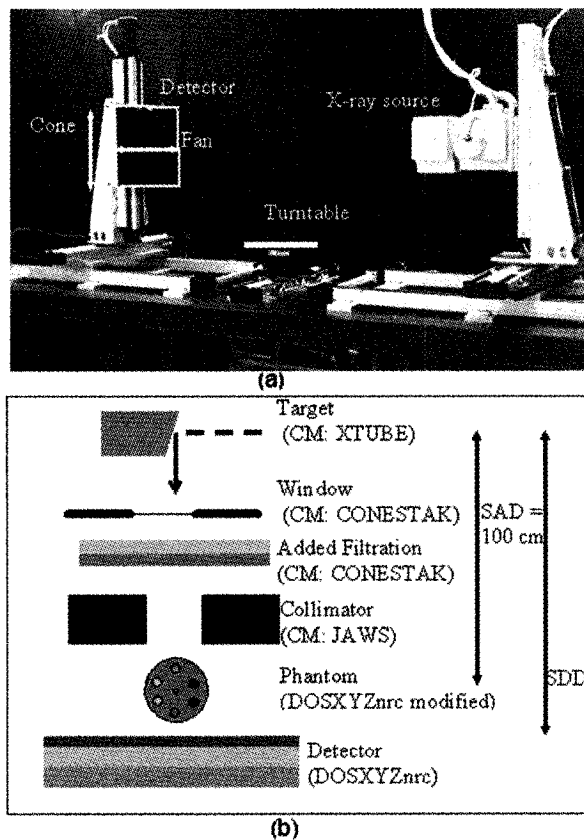 Detector
X-ray source
Cone
Fan
Turntable
(a)
Target
(CM: XTUBE)
Window
(CM: CONESTAK)
SAD =
100 cm
Added Filtration
(CM: CONESTAK)
Collimator
(CM: JAWS)
Phantom
SDD
(DOSXYZnrc modified)
Detector
(DOSXYZnrc)
(b)